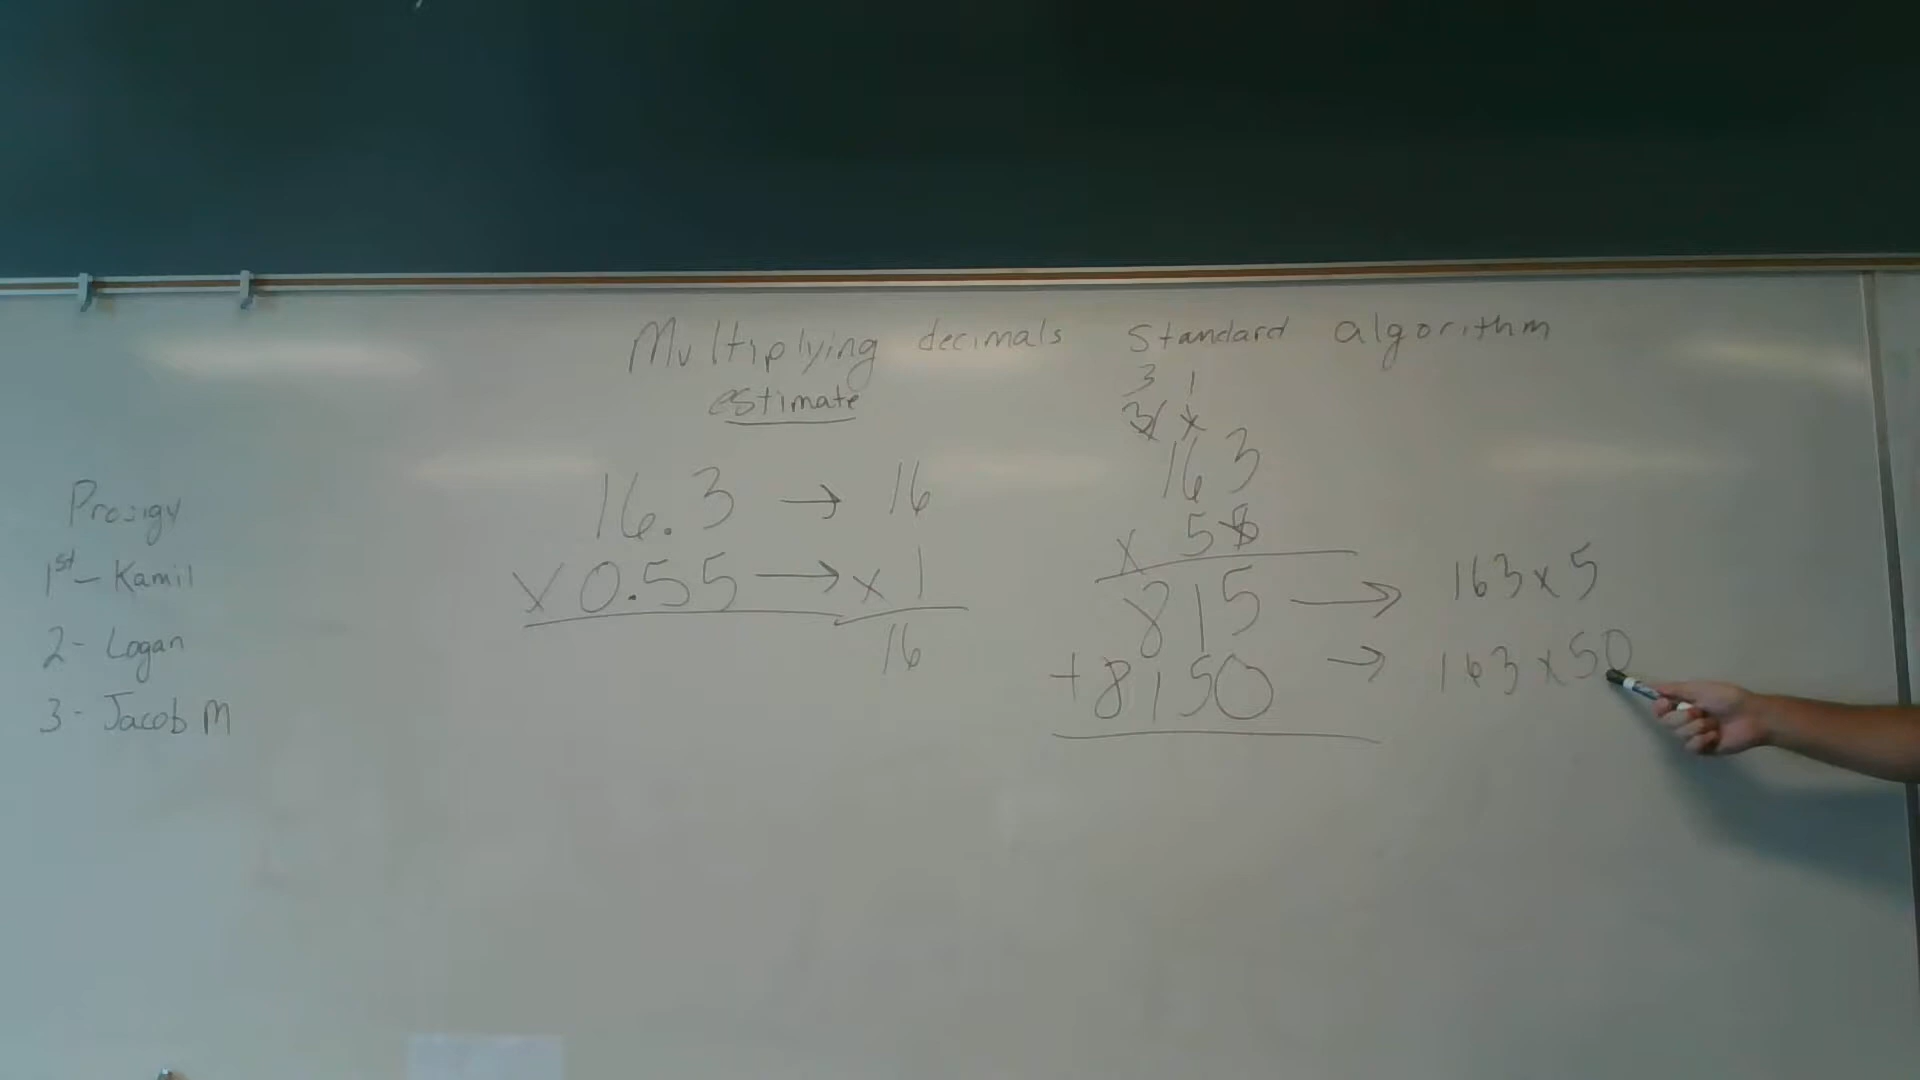 Multiplying decimals Standard algorithm
estimate
Prosigy
1st - Kamil
2 - Logan
3 - Jacob M
16.3 → 16
x 0.55 → x 1
16
3 1
3 x
163
x 55
815 → 163 x 5
+ 8150 → 163 x 50